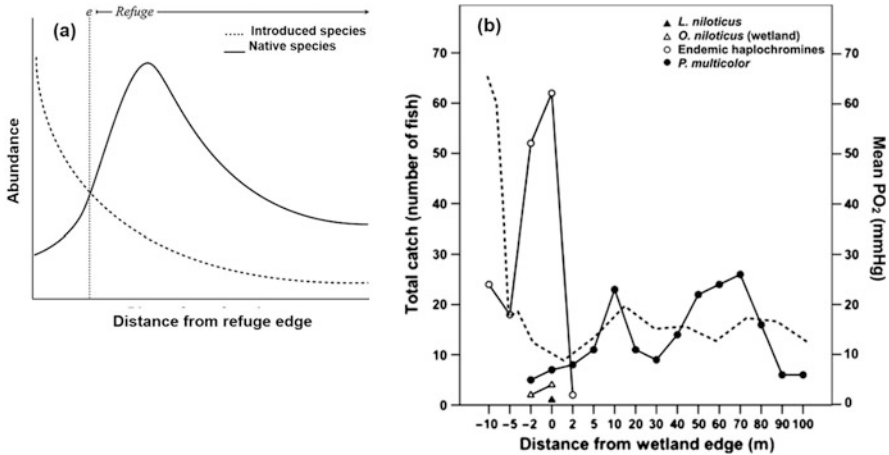 e
Refuge
(a)
Introduced species
Native species
Abundance
Distance from refuge edge
(b)
L. niloticus
O. niloticus (wetland)
Endemic haplochromines
P. multicolor
Total catch (number of fish)
70
60
50
40
30
20
10
0
Mean PO2 (mmHg)
70
60
50
40
30
20
10
0
-10 -5 -2 0 2 5 10 20 30 40 50 60 70 80 90 100
Distance from wetland edge (m)